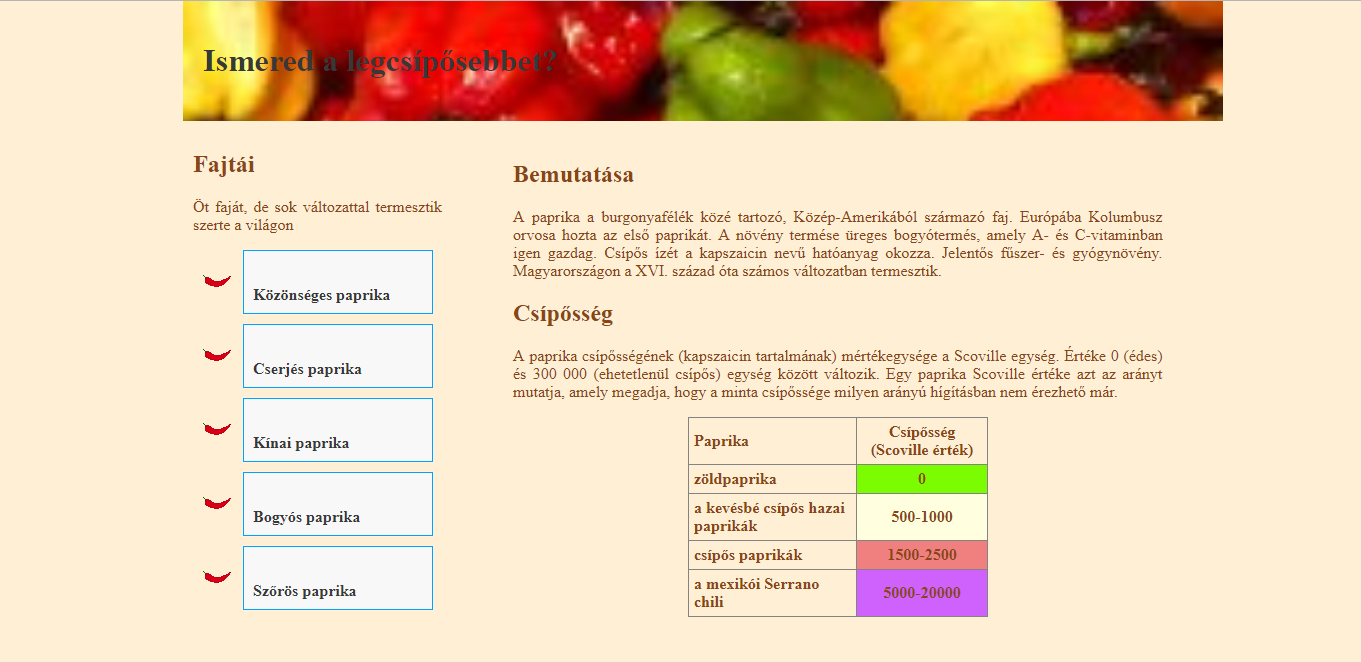 Ismered a legcsípősebbet?
Fajtái
Öt faját, de sok változattal termesztik
szerte a világon
Közönséges paprika
Cserjés paprika
Kínai paprika
Bogyós paprika
Szőrös paprika
Bemutatása
A paprika a burgonyafélék közé tartozó, Közép-Amerikából származó faj. Európába Kolumbusz
orvosa hozta az első paprikát. A növény termése üreges bogyótermés, amely A- és C-vitaminban
igen gazdag. Csípős ízét a kapszaicin nevű hatóanyag okozza. Jelentős fűszer- és gyógynövény.
Magyarországon a XVI. század óta számos változatban termesztik.
Csípősség
A paprika csípősségének (kapszaicin tartalmának) mértékegysége a Scoville egység. Értéke 0 (édes)
és 300 000 (ehetetlenül csípős) egység között változik. Egy paprika Scoville értéke azt az arányt
mutatja, amely megadja, hogy a minta csípőssége milyen arányú hígításban nem érezhető már.
Paprika
Csípősség
(Scoville érték)
zöldpaprika
0
a kevésbé csípős hazai
paprikák
500-1000
csípős paprikák
1500-2500
a mexikói Serrano
chili
5000-20000